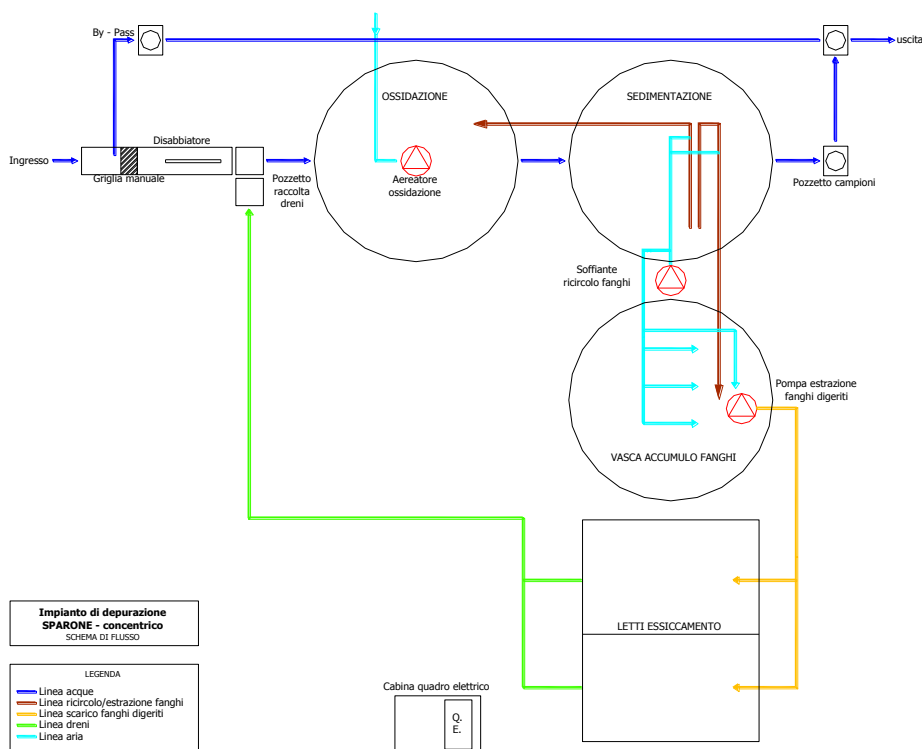 By - Pass
uscita
OSSIDAZIONE
SEDIMENTAZIONE
Disabbiatore
Ingresso
Griglia manuale
Pozzetto
raccolta
dreni
Aereatore
ossidazione
Pozzetto campioni
Soffiante
ricircolo fanghi
Pompa estrazione
fanghi digeriti
VASCA ACCUMULO FANGHI
LETTI ESSICCAMENTO
Impianto di depurazione
SPARONE - concentrico
SCHEMA DI FLUSSO
LEGENDA
Linea acque
Linea ricircolo/estrazione fanghi
Linea scarico fanghi digeriti
Linea dreni
Linea aria
Cabina quadro elettrico
Q.
E.